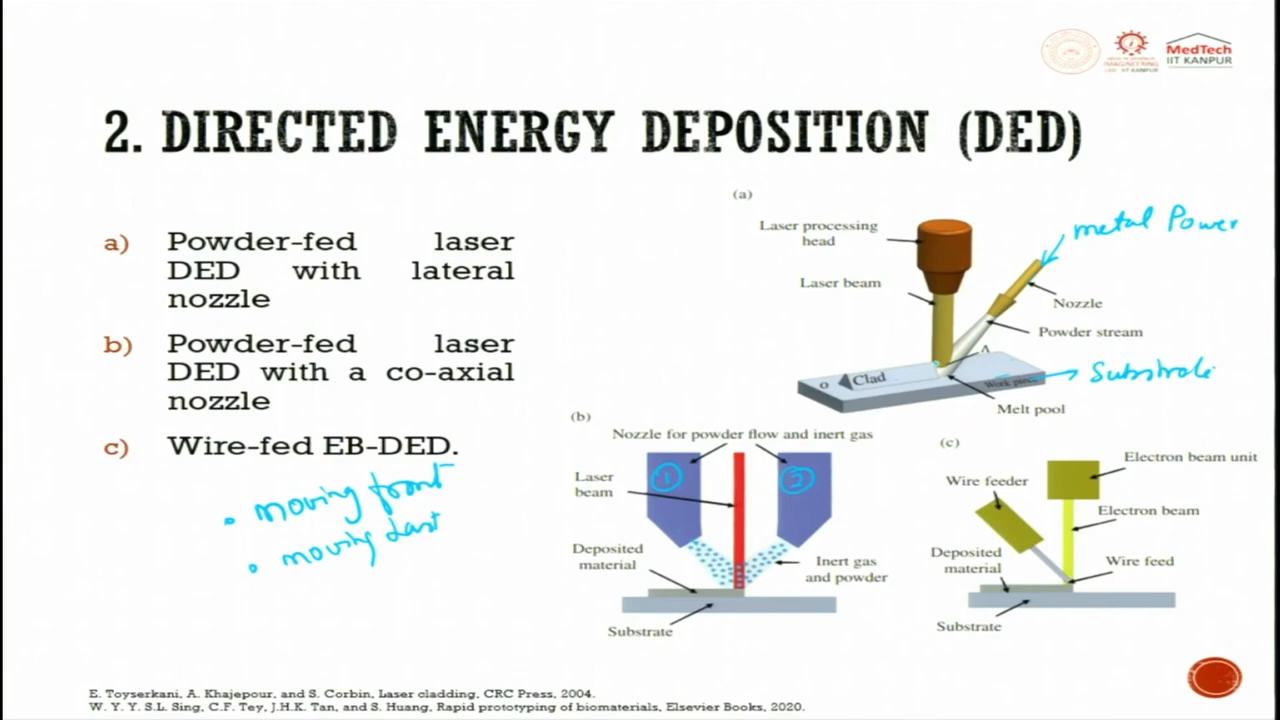 MedTech
IIT KANPUR
2. DIRECTED ENERGY DEPOSITION (DED)
a) Powder-fed laser
DED with lateral
nozzle
b) Powder-fed laser
DED with a co-axial
nozzle
c) Wire-fed EB-DED.
• moving front
• moving
(a)
Laser processing
head
metal Power
Laser beam
Nozzle
Powder stream
A
o
Clad
Substrate
Melt pool
(b)
Nozzle for powder flow and inert gas
1
2
Laser
beam
Deposited
material
Inert gas
and powder
Substrate
(c)
Electron beam unit
Wire feeder
Electron beam
Deposited
material
Wire feed
Substrate
E. Toyserkani, A. Khajepour, and S. Corbin, Laser cladding, CRC Press, 2004.
W. Y. Y. S.L. Sing, C.F. Tey, J.H.K. Tan, and S. Huang, Rapid prototyping of biomaterials, Elsevier Books, 2020.